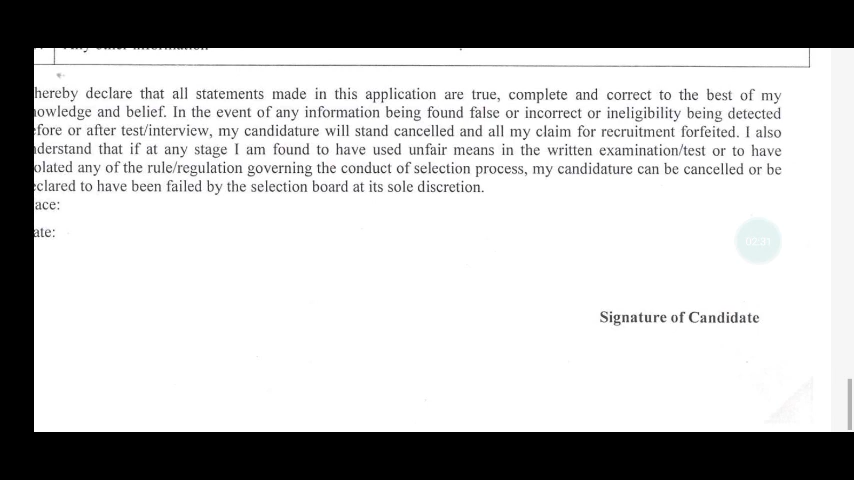 Any other information
hereby declare that all statements made in this application are true, complete and correct to the best of my
owledge and belief. In the event of any information being found false or incorrect or ineligibility being detected
fore or after test/interview, my candidature will stand cancelled and all my claim for recruitment forfeited. I also
derstand that if at any stage I am found to have used unfair means in the written examination/test or to have
olated any of the rule/regulation governing the conduct of selection process, my candidature can be cancelled or be
clared to have been failed by the selection board at its sole discretion.
ace:
ate:
02:31
Signature of Candidate